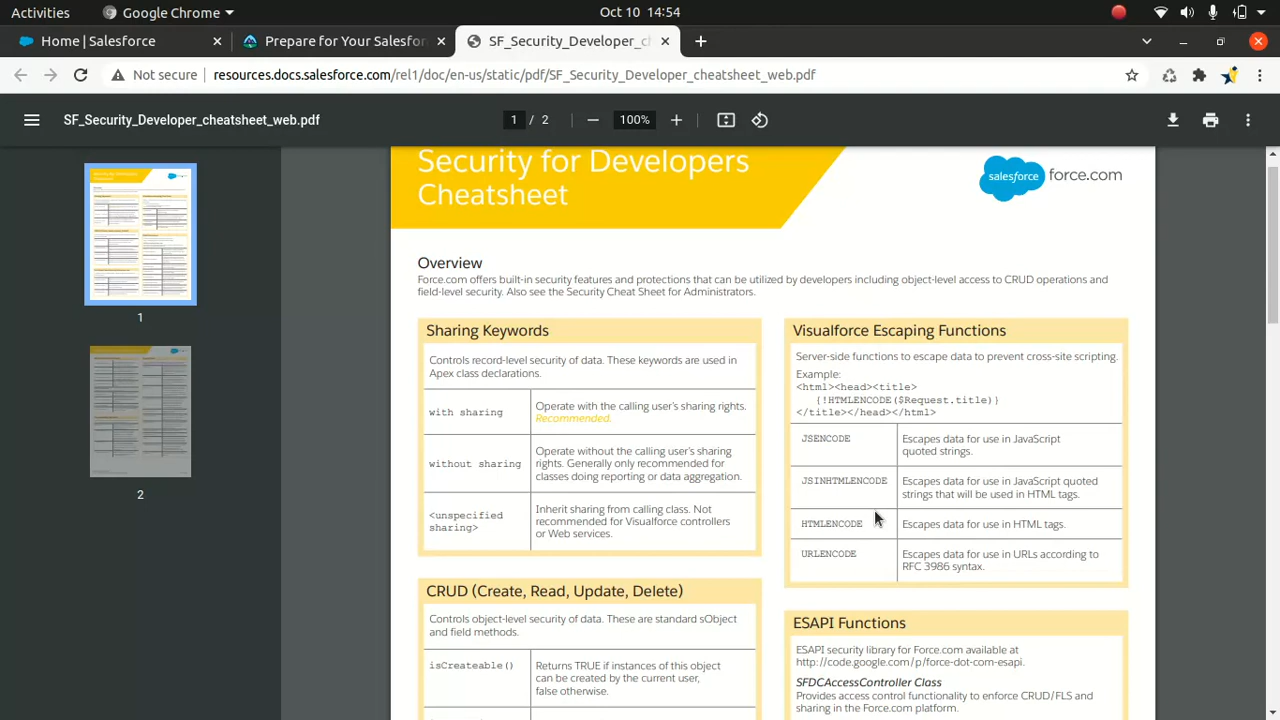 Activities
Google Chrome
Oct 10 14:54
Home | Salesforce
Prepare for Your Salesfor
SF_Security_Developer_c
Not secure
resources.docs.salesforce.com/rel1/doc/en-us/static/pdf/SF_Security_Developer_cheatsheet_web.pdf
SF_Security_Developer_cheatsheet_web.pdf
1 / 2
100%
1
2
Security for Developers
Cheatsheet
salesforce force.com
Overview
Force.com offers built-in security features and protections that can be utilized by developers including object-level access to CRUD operations and
field-level security. Also see the Security Cheat Sheet for Administrators.
Sharing Keywords
Controls record-level security of data. These keywords are used in
Apex class declarations.
with sharing
Operate with the calling user's sharing rights.
Recommended.
without sharing
Operate without the calling user's sharing
rights. Generally only recommended for
classes doing reporting or data aggregation.
<unspecified
sharing>
Inherit sharing from calling class. Not
recommended for Visualforce controllers
or Web services.
CRUD (Create, Read, Update, Delete)
Controls object-level security of data. These are standard sObject
and field methods.
isCreateable()
Returns TRUE if instances of this object
can be created by the current user,
false otherwise.
Visualforce Escaping Functions
Server-side functions to escape data to prevent cross-site scripting.
Example:
<html><head><title>
{!HTMLENCODE($Request.title)}
</title></head></html>
JSENCODE
Escapes data for use in JavaScript
quoted strings.
JSINHTMLENCODE
Escapes data for use in JavaScript quoted
strings that will be used in HTML tags.
HTMLENCODE
Escapes data for use in HTML tags.
URLENCODE
Escapes data for use in URLs according to
RFC 3986 syntax.
ESAPI Functions
ESAPI security library for Force.com available at
http://code.google.com/p/force-dot-com-esapi.
SFDCAccessController Class
Provides access control functionality to enforce CRUD/FLS and
sharing in the Force.com platform.